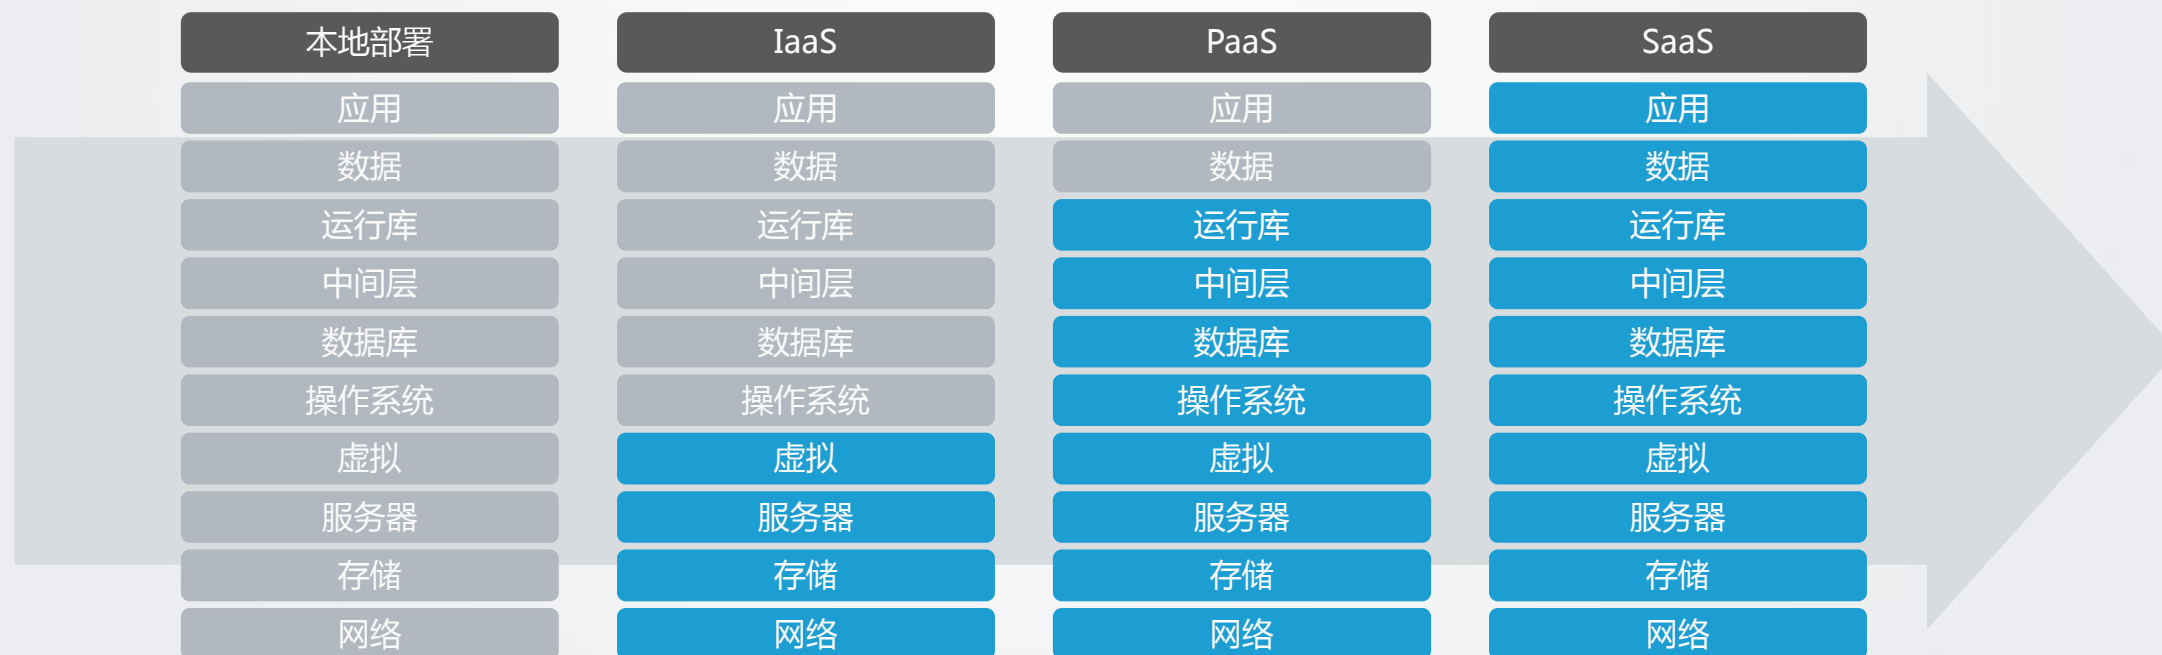 本地部署 IaaS PaaS SaaS
应用 应用 应用 应用
数据 数据 数据 数据
运行库 运行库 运行库 运行库
中间层 中间层 中间层 中间层
数据库 数据库 数据库 数据库
操作系统 操作系统 操作系统 操作系统
虚拟 虚拟 虚拟 虚拟
服务器 服务器 服务器 服务器
存储 存储 存储 存储
网络 网络 网络 网络